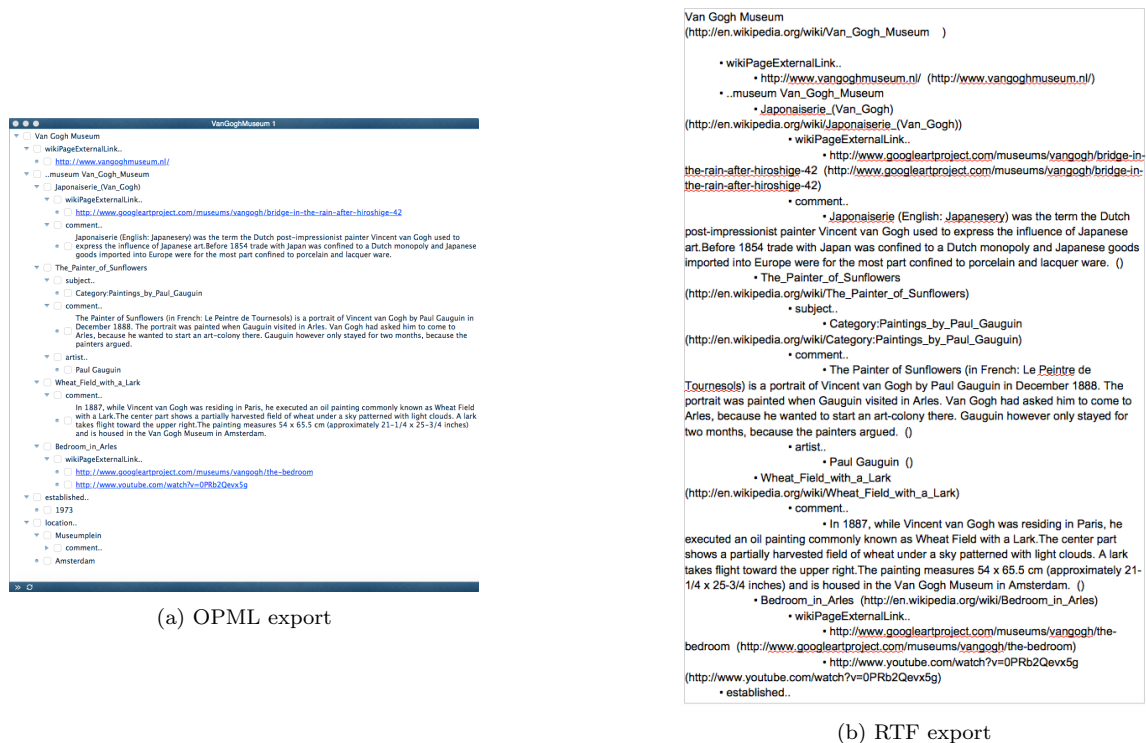 VanGoghMuseum 1
Van Gogh Museum
wikiPageExternalLink..
http://www.vangoghmuseum.nl/
..museum Van_Gogh_Museum
Japonaiserie_(Van_Gogh)
wikiPageExternalLink..
http://www.googleartproject.com/museums/vangogh/bridge-in-the-rain-after-hiroshige-42
comment..
Japonaiserie (English: Japanesery) was the term the Dutch post-impressionist painter Vincent van Gogh used to
express the influence of Japanese art.Before 1854 trade with Japan was confined to a Dutch monopoly and Japanese
goods imported into Europe were for the most part confined to porcelain and lacquer ware.
The_Painter_of_Sunflowers
subject..
Category:Paintings_by_Paul_Gauguin
comment..
The Painter of Sunflowers (in French: Le Peintre de Tournesols) is a portrait of Vincent van Gogh by Paul Gauguin in
December 1888. The portrait was painted when Gauguin visited in Arles. Van Gogh had asked him to come to
Arles, because he wanted to start an art-colony there. Gauguin however only stayed for two months, because the
painters argued.
artist..
Paul Gauguin
Wheat_Field_with_a_Lark
comment..
In 1887, while Vincent van Gogh was residing in Paris, he executed an oil painting commonly known as Wheat Field
with a Lark.The center part shows a partially harvested field of wheat under a sky patterned with light clouds. A lark
takes flight toward the upper right.The painting measures 54 x 65.5 cm (approximately 21-1/4 x 25-3/4 inches)
and is housed in the Van Gogh Museum in Amsterdam.
Bedroom_in_Arles
wikiPageExternalLink..
http://www.googleartproject.com/museums/vangogh/the-bedroom
http://www.youtube.com/watch?v=0PRb2Qevx5g
established..
1973
location..
Museumplein
comment..
Amsterdam
(a) OPML export
Van Gogh Museum
(http://en.wikipedia.org/wiki/Van_Gogh_Museum )
• wikiPageExternalLink..
• http://www.vangoghmuseum.nl/ (http://www.vangoghmuseum.nl/)
• ..museum Van_Gogh_Museum
• Japonaiserie_(Van_Gogh)
(http://en.wikipedia.org/wiki/Japonaiserie_(Van_Gogh))
• wikiPageExternalLink..
• http://www.googleartproject.com/museums/vangogh/bridge-in-
the-rain-after-hiroshige-42 (http://www.googleartproject.com/museums/vangogh/bridge-in-
the-rain-after-hiroshige-42)
• comment..
• Japonaiserie (English: Japanesery) was the term the Dutch
post-impressionist painter Vincent van Gogh used to express the influence of Japanese
art.Before 1854 trade with Japan was confined to a Dutch monopoly and Japanese goods
imported into Europe were for the most part confined to porcelain and lacquer ware. ()
• The_Painter_of_Sunflowers
(http://en.wikipedia.org/wiki/The_Painter_of_Sunflowers)
• subject..
• Category:Paintings_by_Paul_Gauguin
(http://en.wikipedia.org/wiki/Category:Paintings_by_Paul_Gauguin)
• comment..
• The Painter of Sunflowers (in French: Le Peintre de
Tournesols) is a portrait of Vincent van Gogh by Paul Gauguin in December 1888. The
portrait was painted when Gauguin visited in Arles. Van Gogh had asked him to come to
Arles, because he wanted to start an art-colony there. Gauguin however only stayed for
two months, because the painters argued. ()
• artist..
• Paul Gauguin ()
• Wheat_Field_with_a_Lark
(http://en.wikipedia.org/wiki/Wheat_Field_with_a_Lark)
• comment..
• In 1887, while Vincent van Gogh was residing in Paris, he
executed an oil painting commonly known as Wheat Field with a Lark.The center part
shows a partially harvested field of wheat under a sky patterned with light clouds. A lark
takes flight toward the upper right.The painting measures 54 x 65.5 cm (approximately 21-
1/4 x 25-3/4 inches) and is housed in the Van Gogh Museum in Amsterdam. ()
• Bedroom_in_Arles (http://en.wikipedia.org/wiki/Bedroom_in_Arles)
• wikiPageExternalLink..
• http://www.googleartproject.com/museums/vangogh/the-
bedroom (http://www.googleartproject.com/museums/vangogh/the-bedroom)
• http://www.youtube.com/watch?v=0PRb2Qevx5g
(http://www.youtube.com/watch?v=0PRb2Qevx5g)
• established..
(b) RTF export